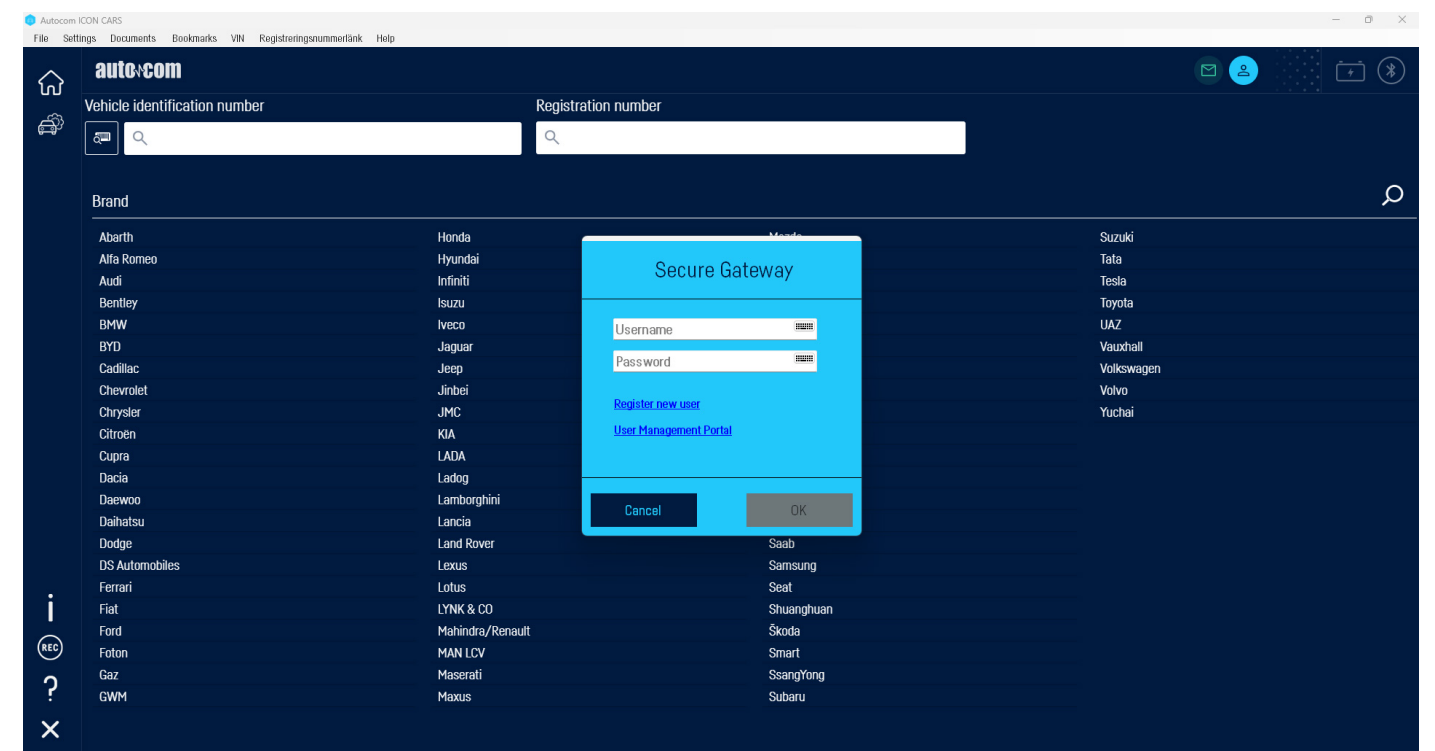 Autocom ICON CARS
File Settings Documents Bookmarks VIN Registreringsnummerlänk Help
autocom
Vehicle identification number
Registration number
Brand
Abarth
Alfa Romeo
Audi
Bentley
BMW
BYD
Cadillac
Chevrolet
Chrysler
Citroën
Cupra
Dacia
Daewoo
Daihatsu
Dodge
DS Automobiles
Ferrari
Fiat
Ford
Foton
Gaz
GWM
Honda
Hyundai
Infiniti
Isuzu
Iveco
Jaguar
Jeep
Jinbei
JMC
KIA
LADA
Ladog
Lamborghini
Lancia
Land Rover
Lexus
Lotus
LYNK & CO
Mahindra/Renault
MAN LCV
Maserati
Maxus
Secure Gateway
Username
Password
Register new user
User Management Portal
Cancel
OK
Saab
Samsung
Seat
Shuanghuan
Škoda
Smart
SsangYong
Subaru
Suzuki
Tata
Tesla
Toyota
UAZ
Vauxhall
Volkswagen
Volvo
Yuchai
i
REC
?